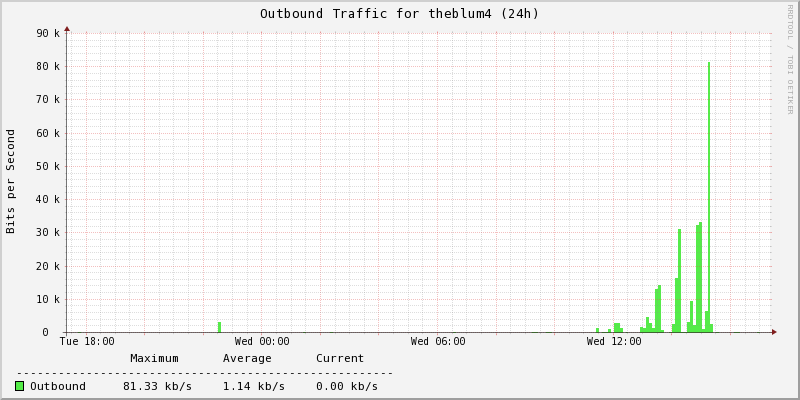 Outbound Traffic for theblum4 (24h)
RRDTOOL / TOBI OETIKER
Bits per Second
90 k
80 k
70 k
60 k
50 k
40 k
30 k
20 k
10 k
0
Tue 18:00 Wed 00:00 Wed 06:00 Wed 12:00
Maximum Average Current
Outbound 81.33 kb/s 1.14 kb/s 0.00 kb/s